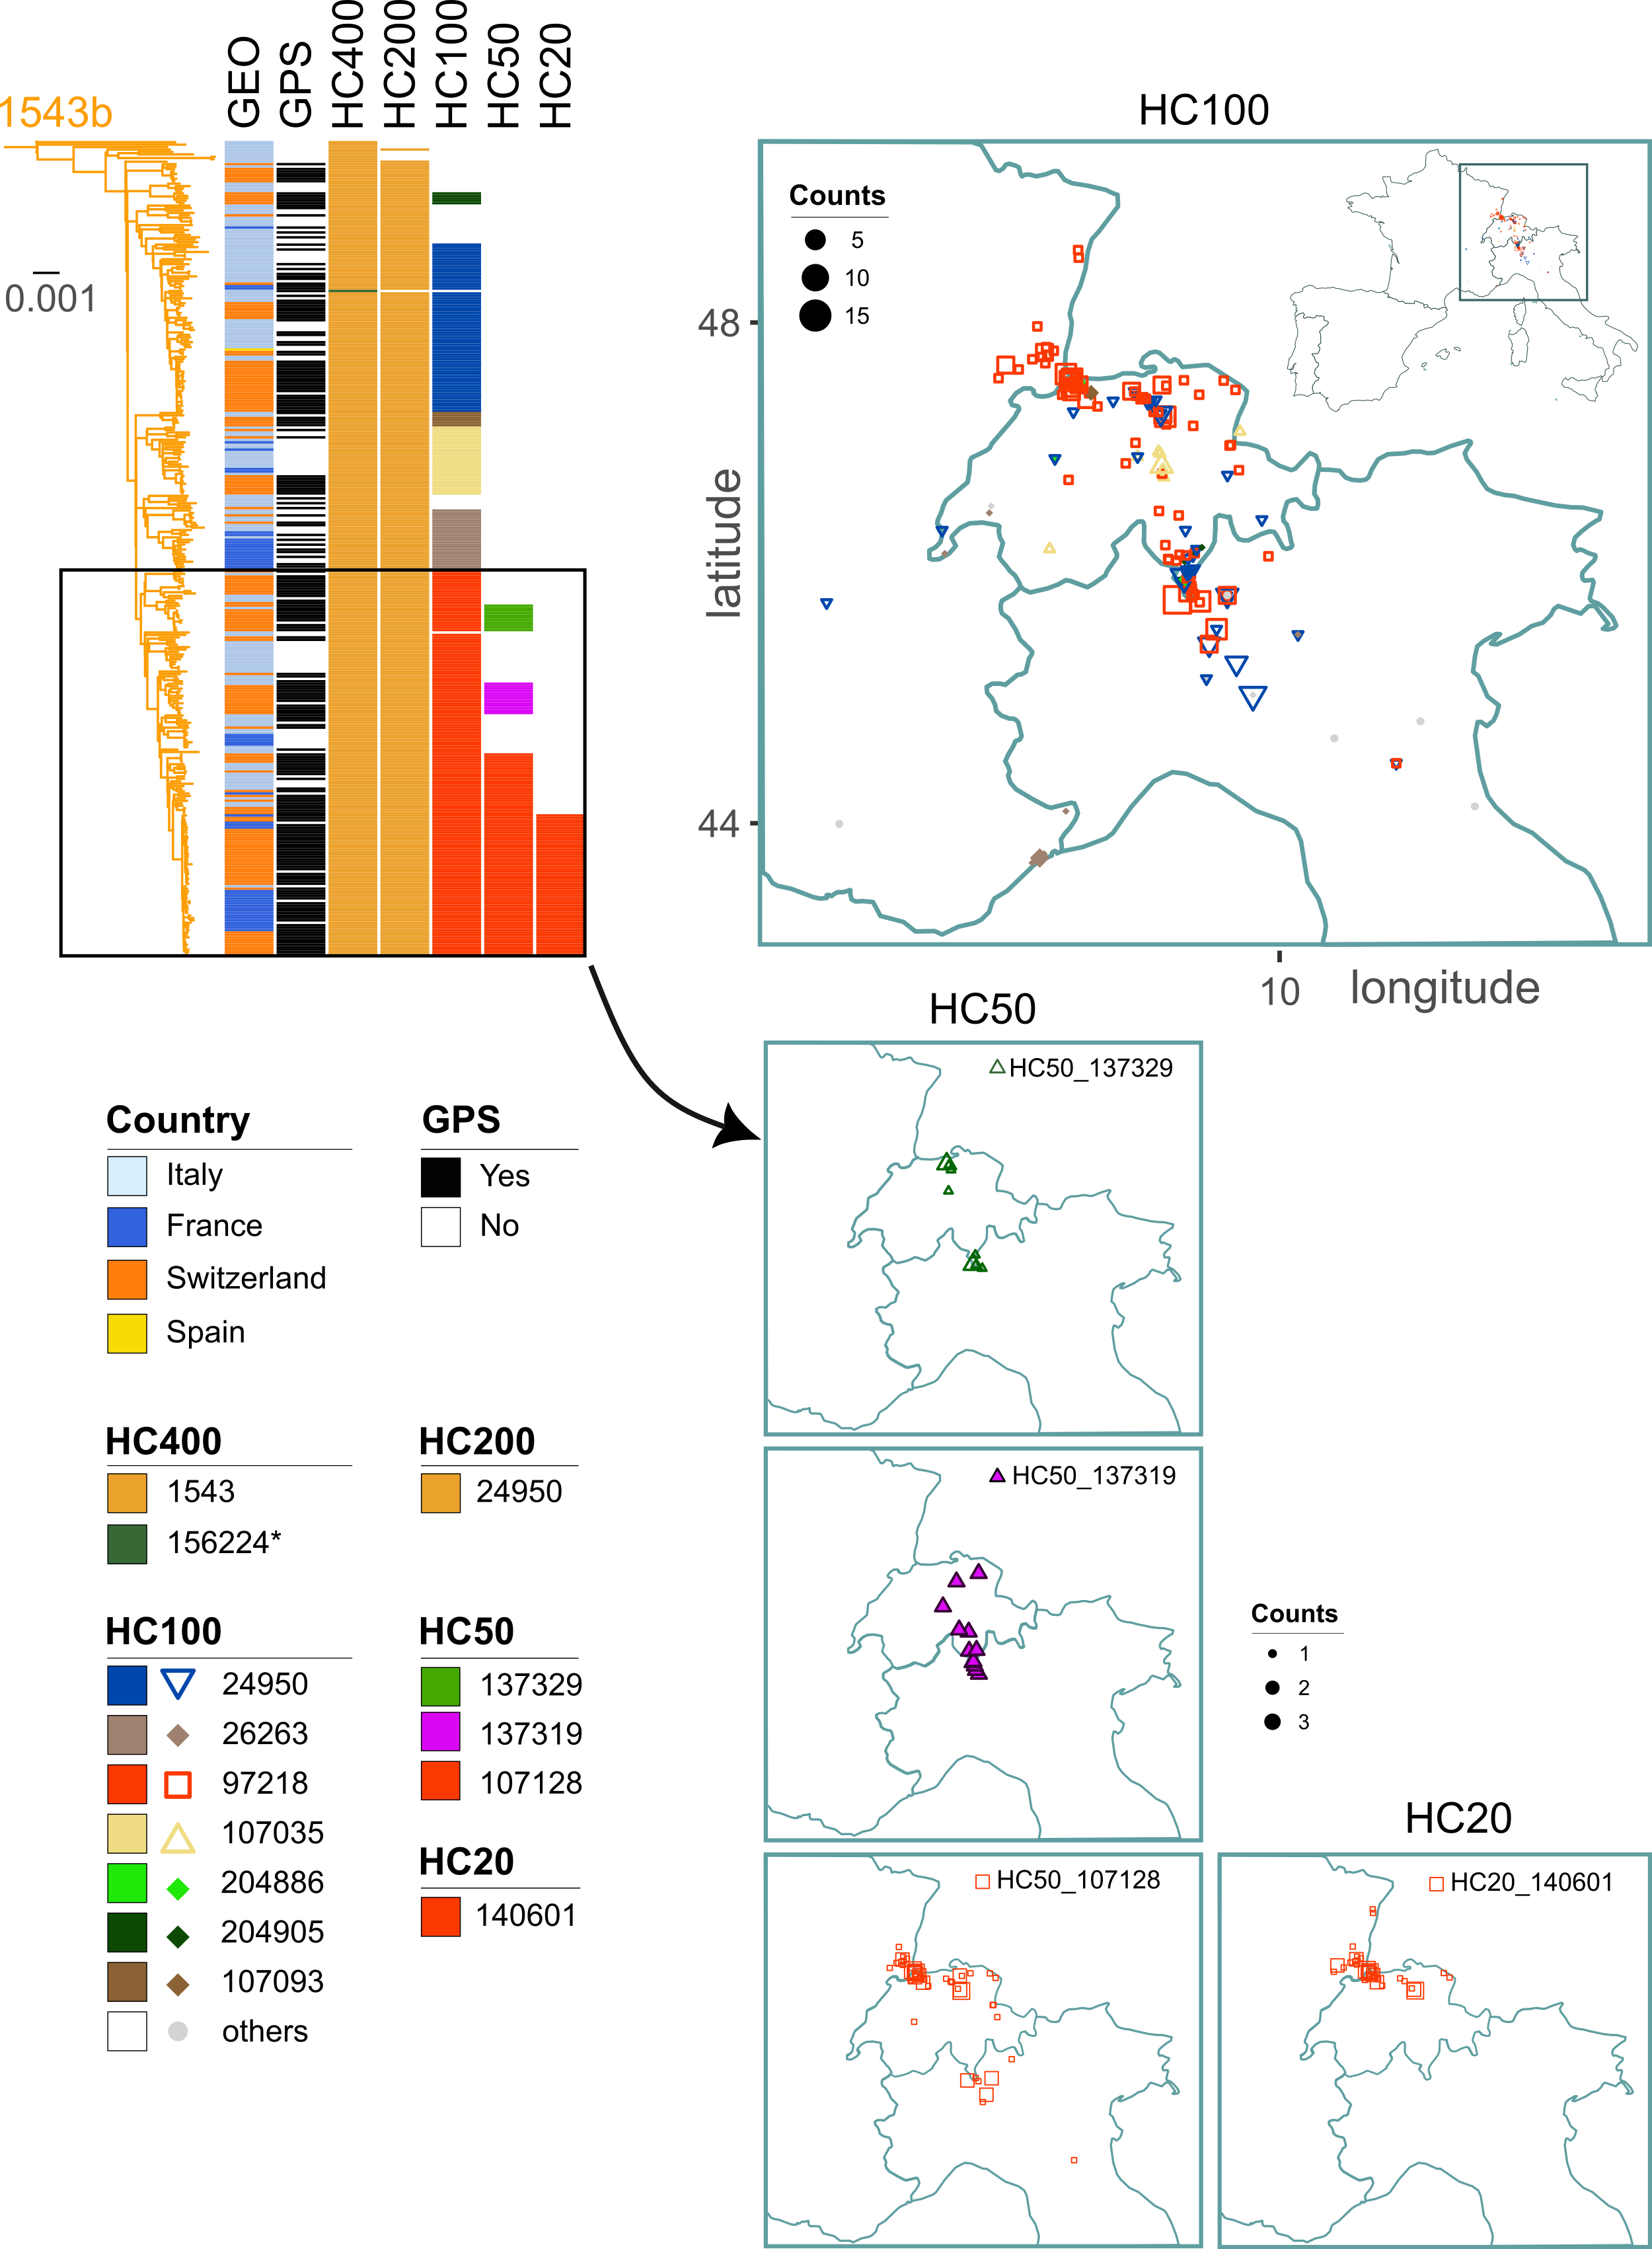 GEO
GPS
HC400
HC200
HC100
HC50
HC20
1543b
0.001
HC100
Counts
5
10
15
48
44
latitude
10
longitude
HC50
HC50_137329
Country
Italy
France
Switzerland
Spain
GPS
Yes
No
HC400
1543
156224*
HC200
24950
HC50_137319
HC100
24950
26263
97218
107035
204886
204905
107093
others
HC50
137329
137319
107128
HC20
140601
Counts
1
2
3
HC20
HC50_107128
HC20_140601